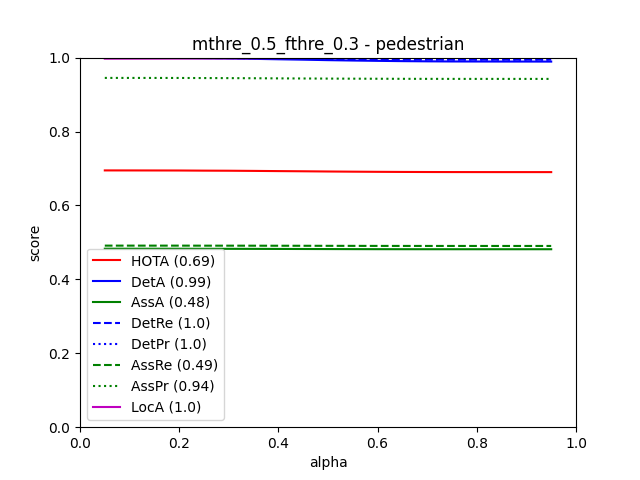 mthre_0.5_fthre_0.3 - pedestrian
1.0
0.8
0.6
0.4
0.2
0.0
score
HOTA (0.69)
DetA (0.99)
AssA (0.48)
DetRe (1.0)
DetPr (1.0)
AssRe (0.49)
AssPr (0.94)
LocA (1.0)
0.0 0.2 0.4 0.6 0.8 1.0
alpha